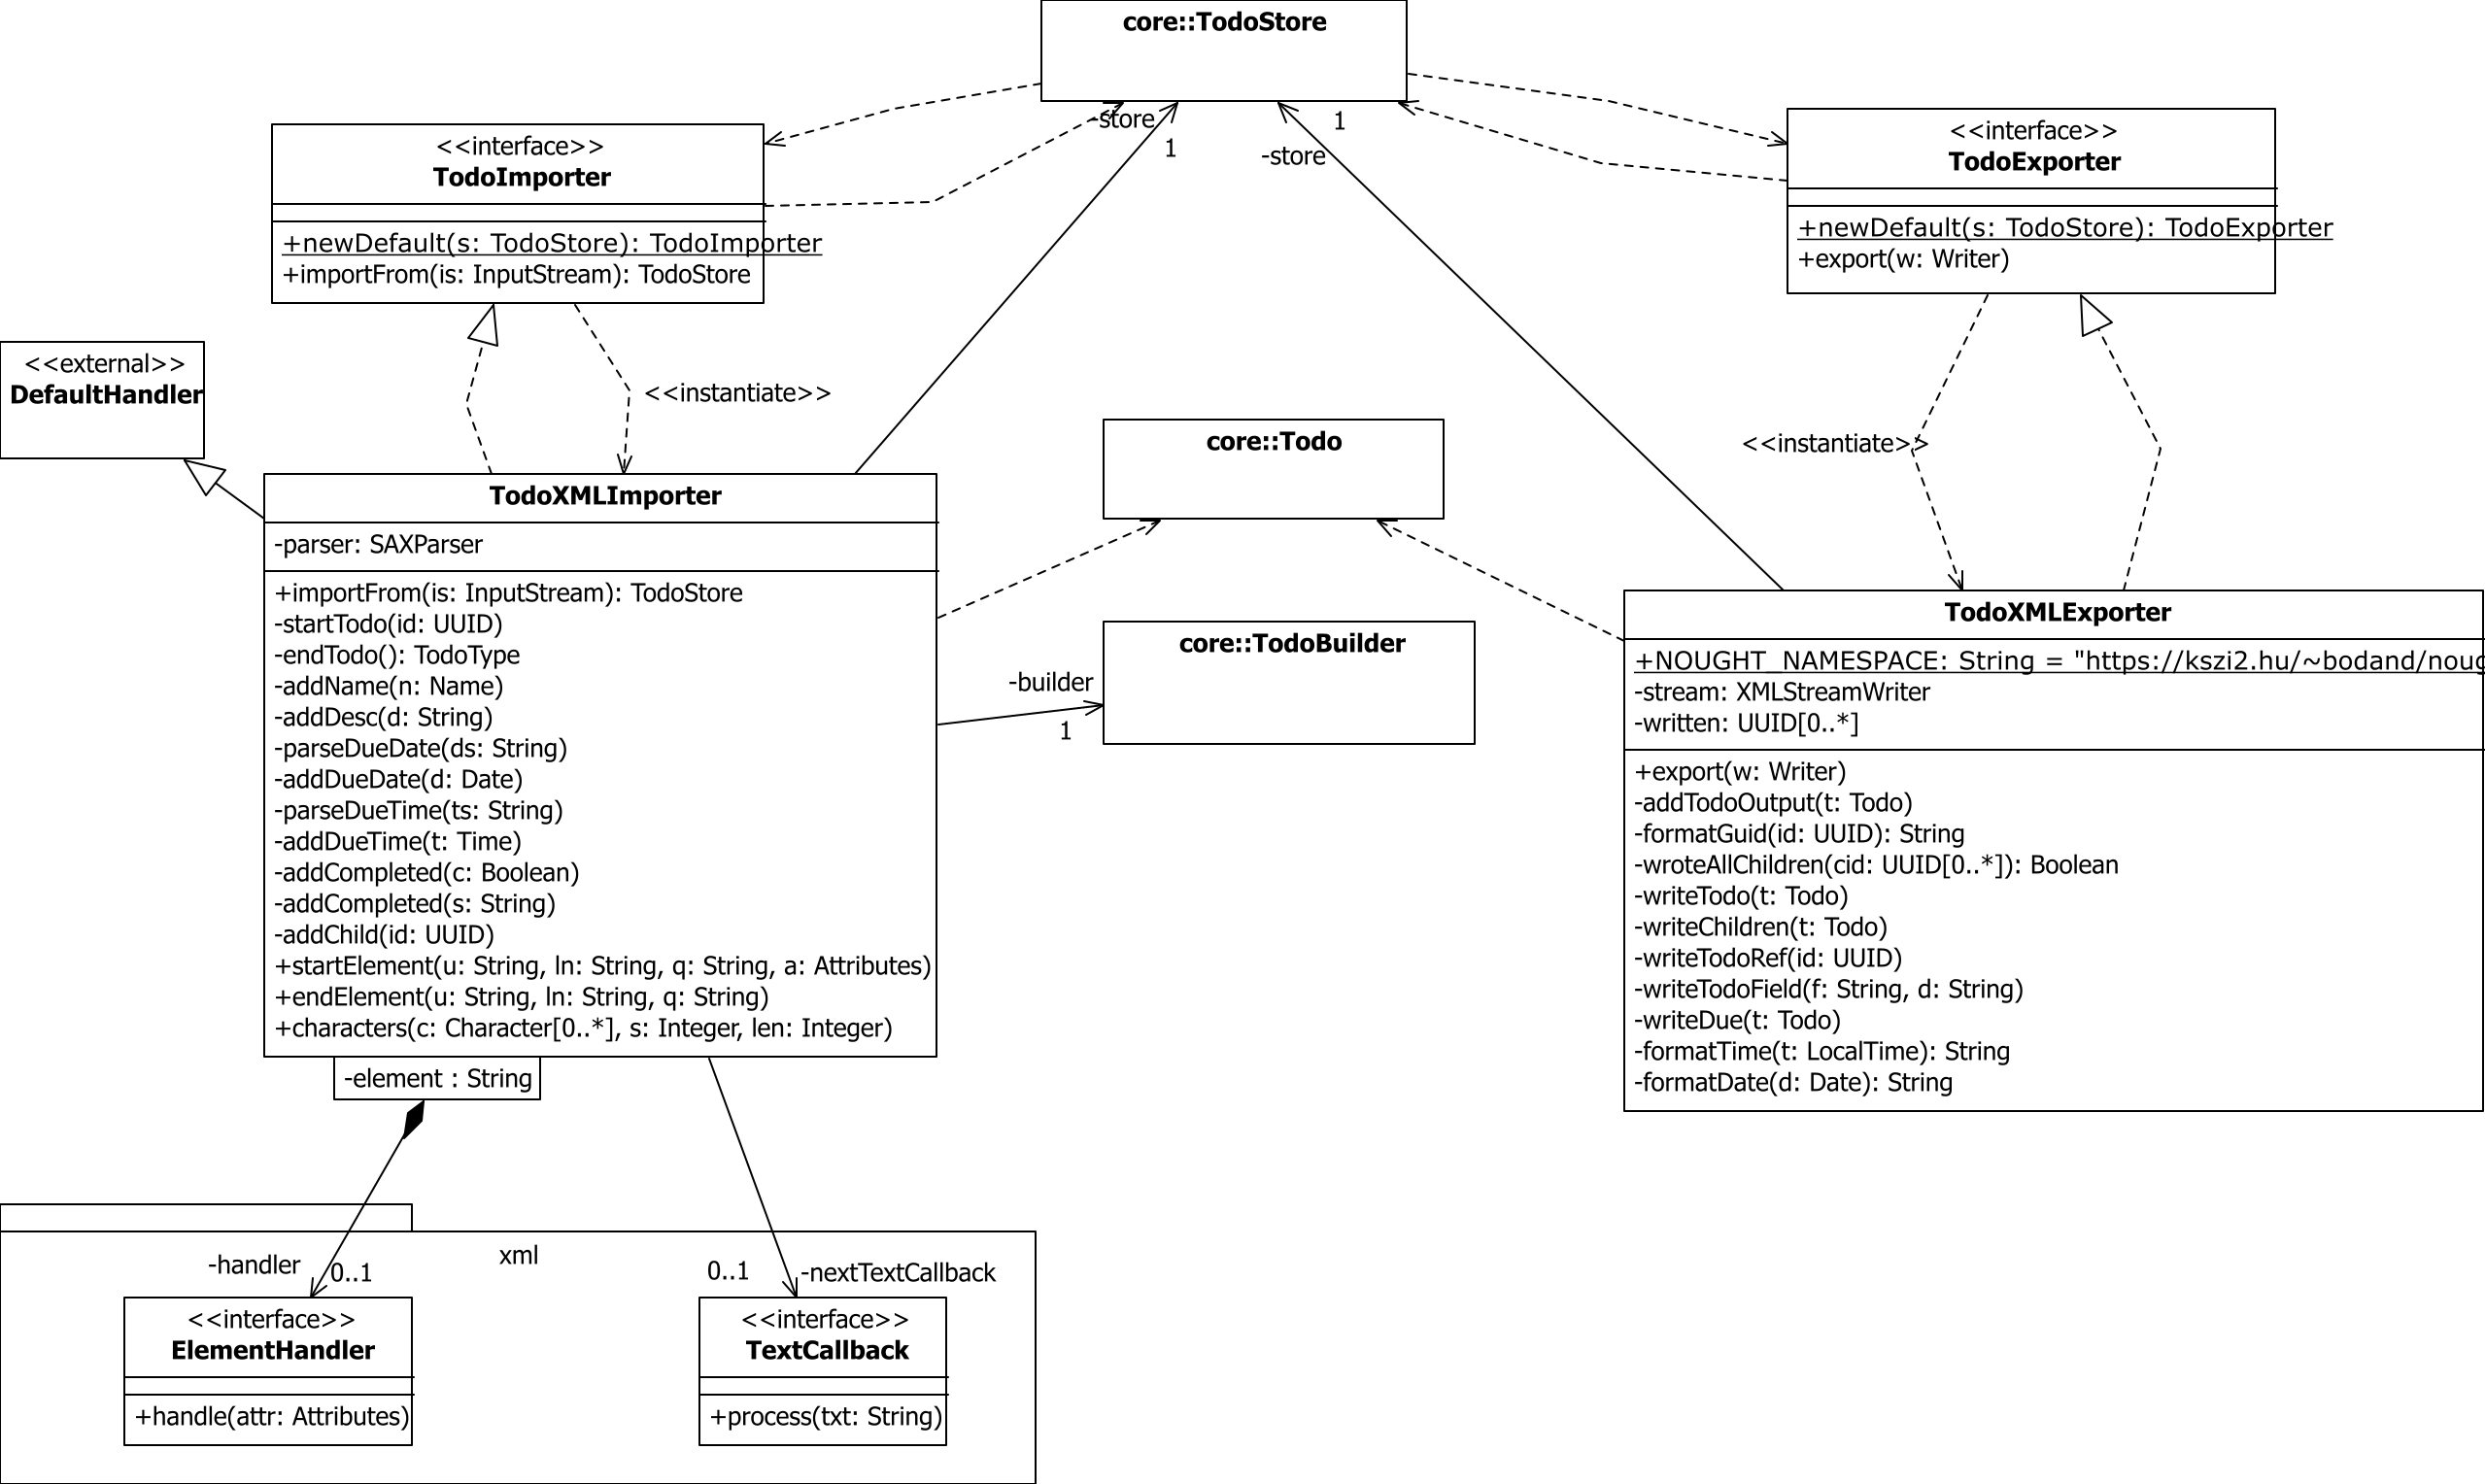 core::TodoStore
-store
1
1
-store
<<interface>>
TodoImporter
+newDefault(s: TodoStore): TodoImporter
+importFrom(is: InputStream): TodoStore
<<interface>>
TodoExporter
+newDefault(s: TodoStore): TodoExporter
+export(w: Writer)
<<external>>
DefaultHandler
<<instantiate>>
<<instantiate>>
core::Todo
TodoXMLImporter
-parser: SAXParser
+importFrom(is: InputStream): TodoStore
-startTodo(id: UUID)
-endTodo(): TodoType
-addName(n: Name)
-addDesc(d: String)
-parseDueDate(ds: String)
-addDueDate(d: Date)
-parseDueTime(ts: String)
-addDueTime(t: Time)
-addCompleted(c: Boolean)
-addCompleted(s: String)
-addChild(id: UUID)
+startElement(u: String, ln: String, q: String, a: Attributes)
+endElement(u: String, ln: String, q: String)
+characters(c: Character[0..*], s: Integer, len: Integer)
-element : String
core::TodoBuilder
-builder
1
TodoXMLExporter
+NOUGHT_NAMESPACE: String = "https://kszi2.hu/~bodand/noug
-stream: XMLStreamWriter
-written: UUID[0..*]
+export(w: Writer)
-addTodoOutput(t: Todo)
-formatGuid(id: UUID): String
-wroteAllChildren(cid: UUID[0..*]): Boolean
-writeTodo(t: Todo)
-writeChildren(t: Todo)
-writeTodoRef(id: UUID)
-writeTodoField(f: String, d: String)
-writeDue(t: Todo)
-formatTime(t: LocalTime): String
-formatDate(d: Date): String
xml
-handler
0..1
0..1
-nextTextCallback
<<interface>>
ElementHandler
+handle(attr: Attributes)
<<interface>>
TextCallback
+process(txt: String)